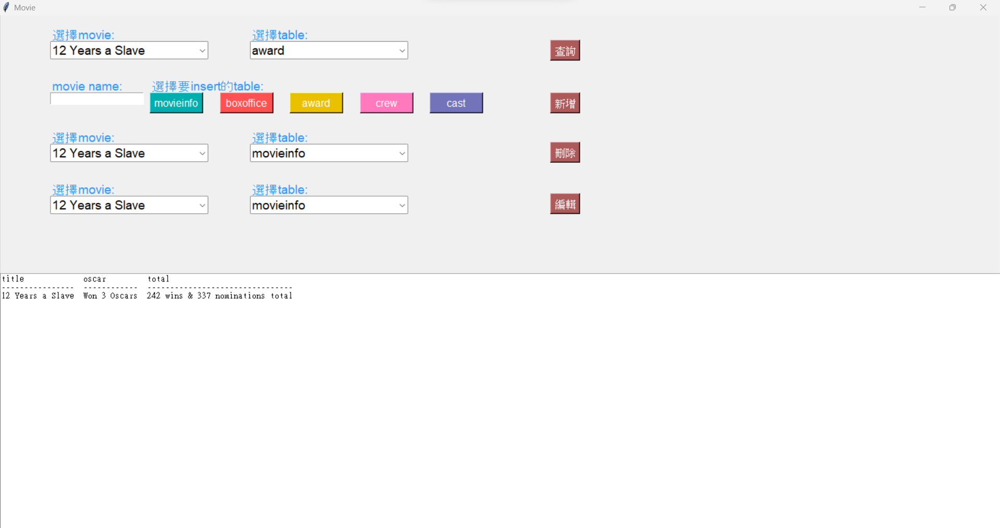 Movie
選擇movie: 選擇table:
12 Years a Slave award 查詢
movie name: 選擇要insert的table:
movieinfo boxoffice award crew cast 新增
選擇movie: 選擇table:
12 Years a Slave movieinfo 刪除
選擇movie: 選擇table:
12 Years a Slave movieinfo 編輯
title oscar total
---------------- ------------ --------------------------------
12 Years a Slave Won 3 Oscars 242 wins & 337 nominations total